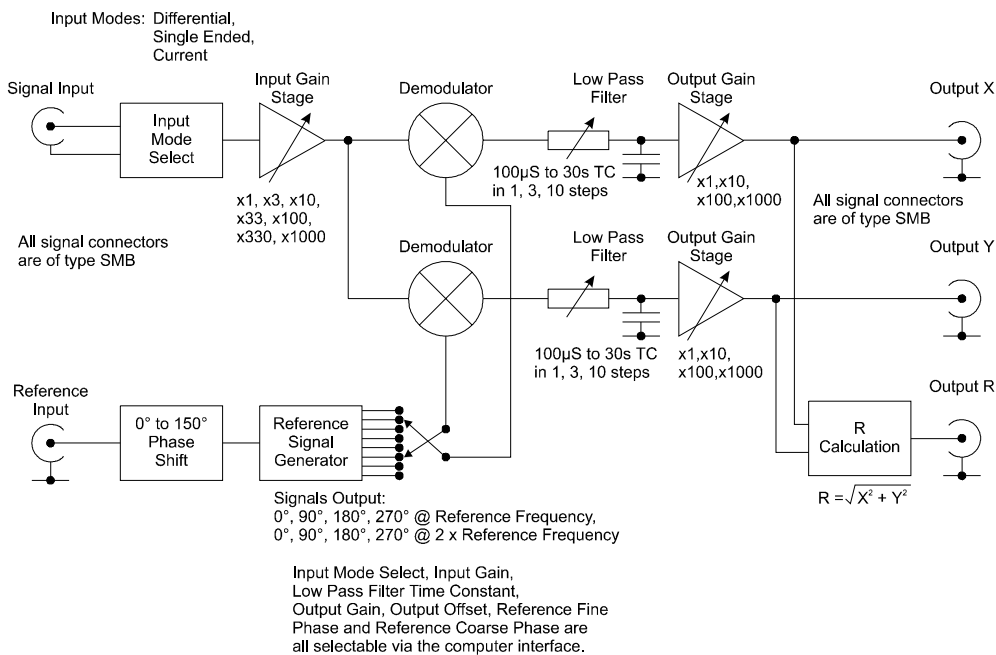 Input Modes: Differential,
Single Ended,
Current
Signal Input
Input
Mode
Select
Input Gain
Stage
x1, x3, x10,
x33, x100,
x330, x1000
Demodulator
Low Pass
Filter
100µS to 30s TC
in 1, 3, 10 steps
Output Gain
Stage
x1,x10,
x100,x1000
Output X
All signal connectors
are of type SMB
All signal connectors
are of type SMB
Demodulator
Low Pass
Filter
100µS to 30s TC
in 1, 3, 10 steps
Output Gain
Stage
x1,x10,
x100,x1000
Output Y
Reference
Input
0° to 150°
Phase
Shift
Reference
Signal
Generator
Signals Output:
0°, 90°, 180°, 270° @ Reference Frequency,
0°, 90°, 180°, 270° @ 2 x Reference Frequency
Output R
R
Calculation
R = √X² + Y²
Input Mode Select, Input Gain,
Low Pass Filter Time Constant,
Output Gain, Output Offset, Reference Fine
Phase and Reference Coarse Phase are
all selectable via the computer interface.